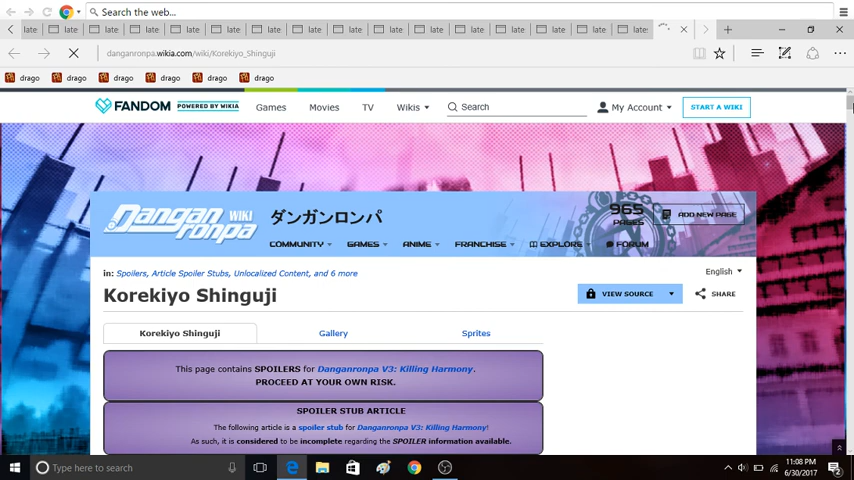 Search the web...
late late late late late late late late late late late late late late late
danganronpa.wikia.com/wiki/Korekiyo_Shinguji
drago drago drago drago drago drago
FANDOM POWERED BY WIKIA Games Movies TV Wikis Search My Account START A WIKI
Dangan ronpa WIKI ダンガンロンパ 965 PAGES ADD NEW PAGE
COMMUNITY GAMES ANIME FRANCHISE EXPLORE FORUM
in: Spoilers, Article Spoiler Stubs, Unlocalized Content, and 6 more English
Korekiyo Shinguji VIEW SOURCE SHARE
Korekiyo Shinguji Gallery Sprites
This page contains SPOILERS for Danganronpa V3: Killing Harmony.
PROCEED AT YOUR OWN RISK.
SPOILER STUB ARTICLE
The following article is a spoiler stub for Danganronpa V3: Killing Harmony!
As such, it is considered to be incomplete regarding the SPOILER information available.
Type here to search 11:08 PM
6/30/2017 2